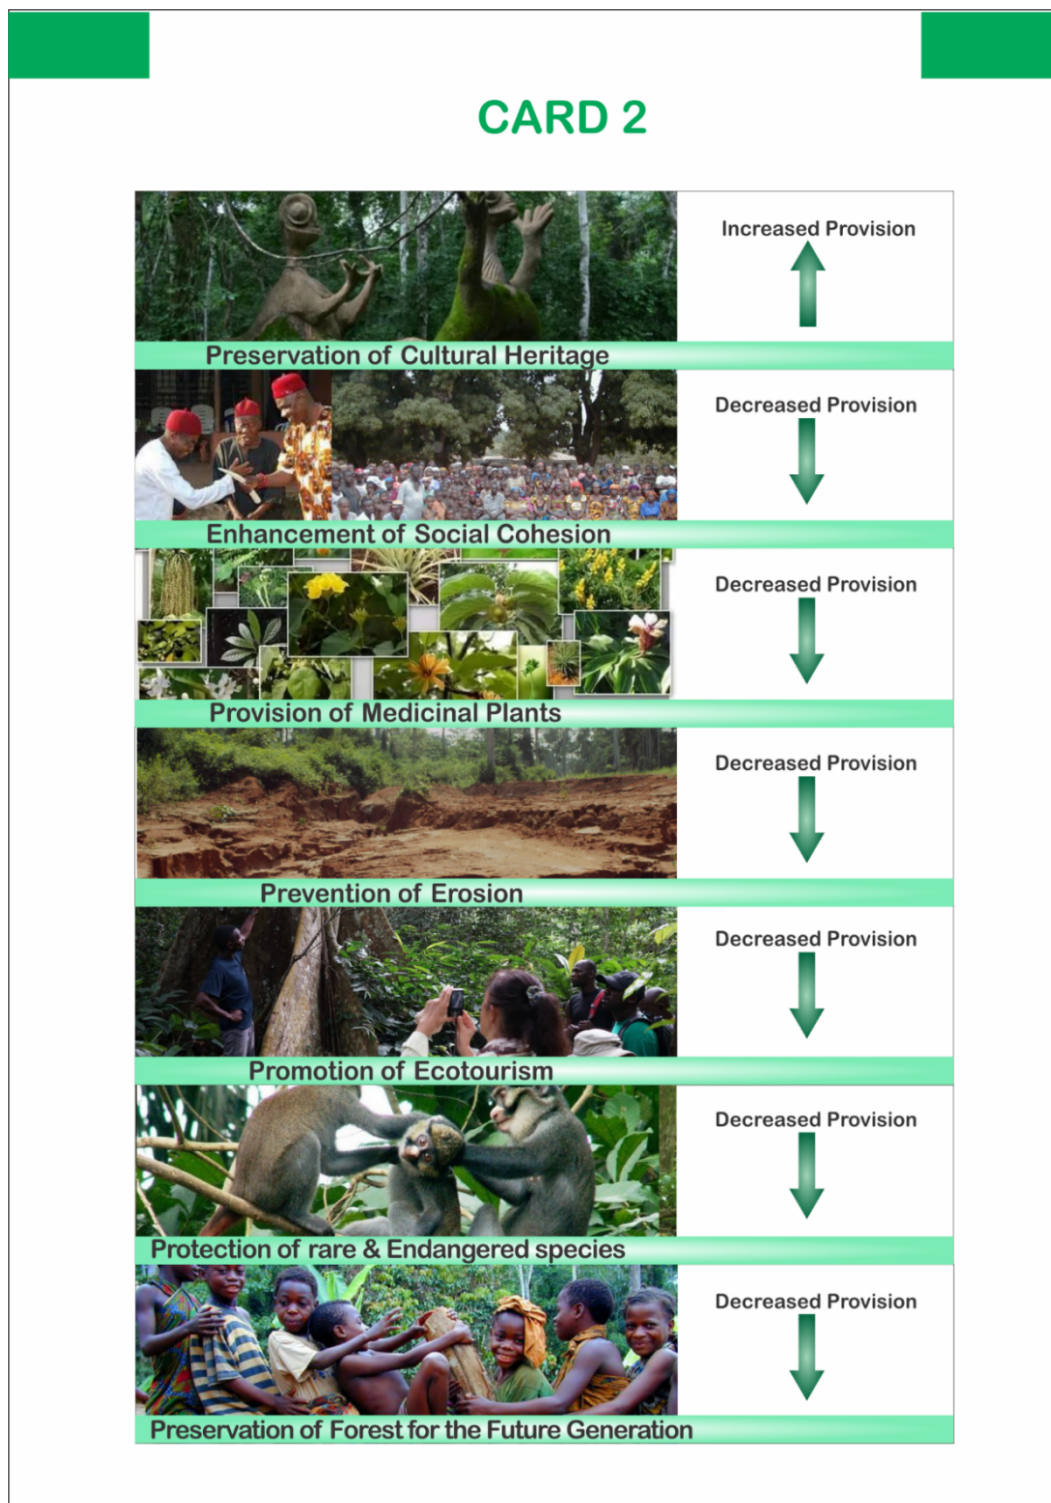 CARD 2
Increased Provision
Preservation of Cultural Heritage
Decreased Provision
Enhancement of Social Cohesion
Decreased Provision
Provision of Medicinal Plants
Decreased Provision
Prevention of Erosion
Decreased Provision
Promotion of Ecotourism
Decreased Provision
Protection of rare & Endangered species
Decreased Provision
Preservation of Forest for the Future Generation